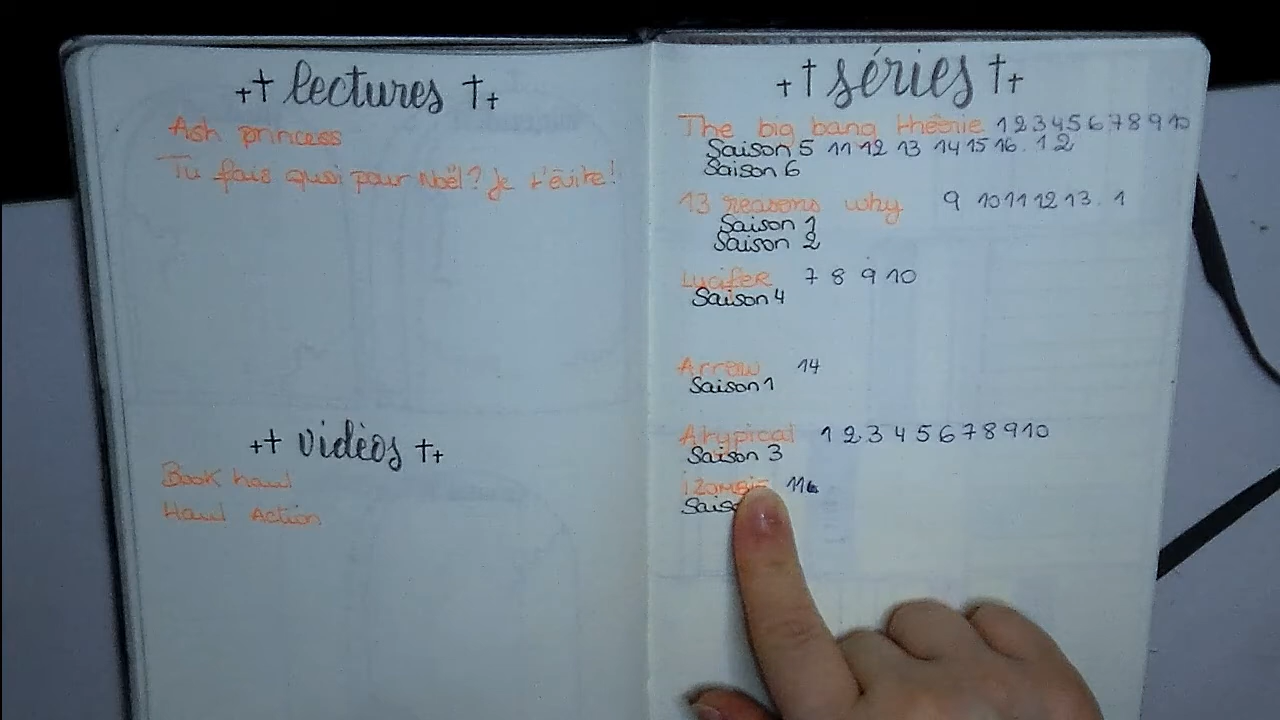 lectures
Ash princess
Tu fais quoi pour Noël? Je t'évite!
vidéos
Book haul
Haul Action
séries
The big bang théorie 1 2 3 4 5 6 7 8 9 10
Saison 5 11 12 13 14 15 16 . 1 2
Saison 6
13 reasons why 9 10 11 12 13 . 1
Saison 1
Saison 2
Lucifer 7 8 9 10
Saison 4
Arrow 14
Saison 1
Atypical 1 2 3 4 5 6 7 8 9 10
Saison 3
iZOMBiE